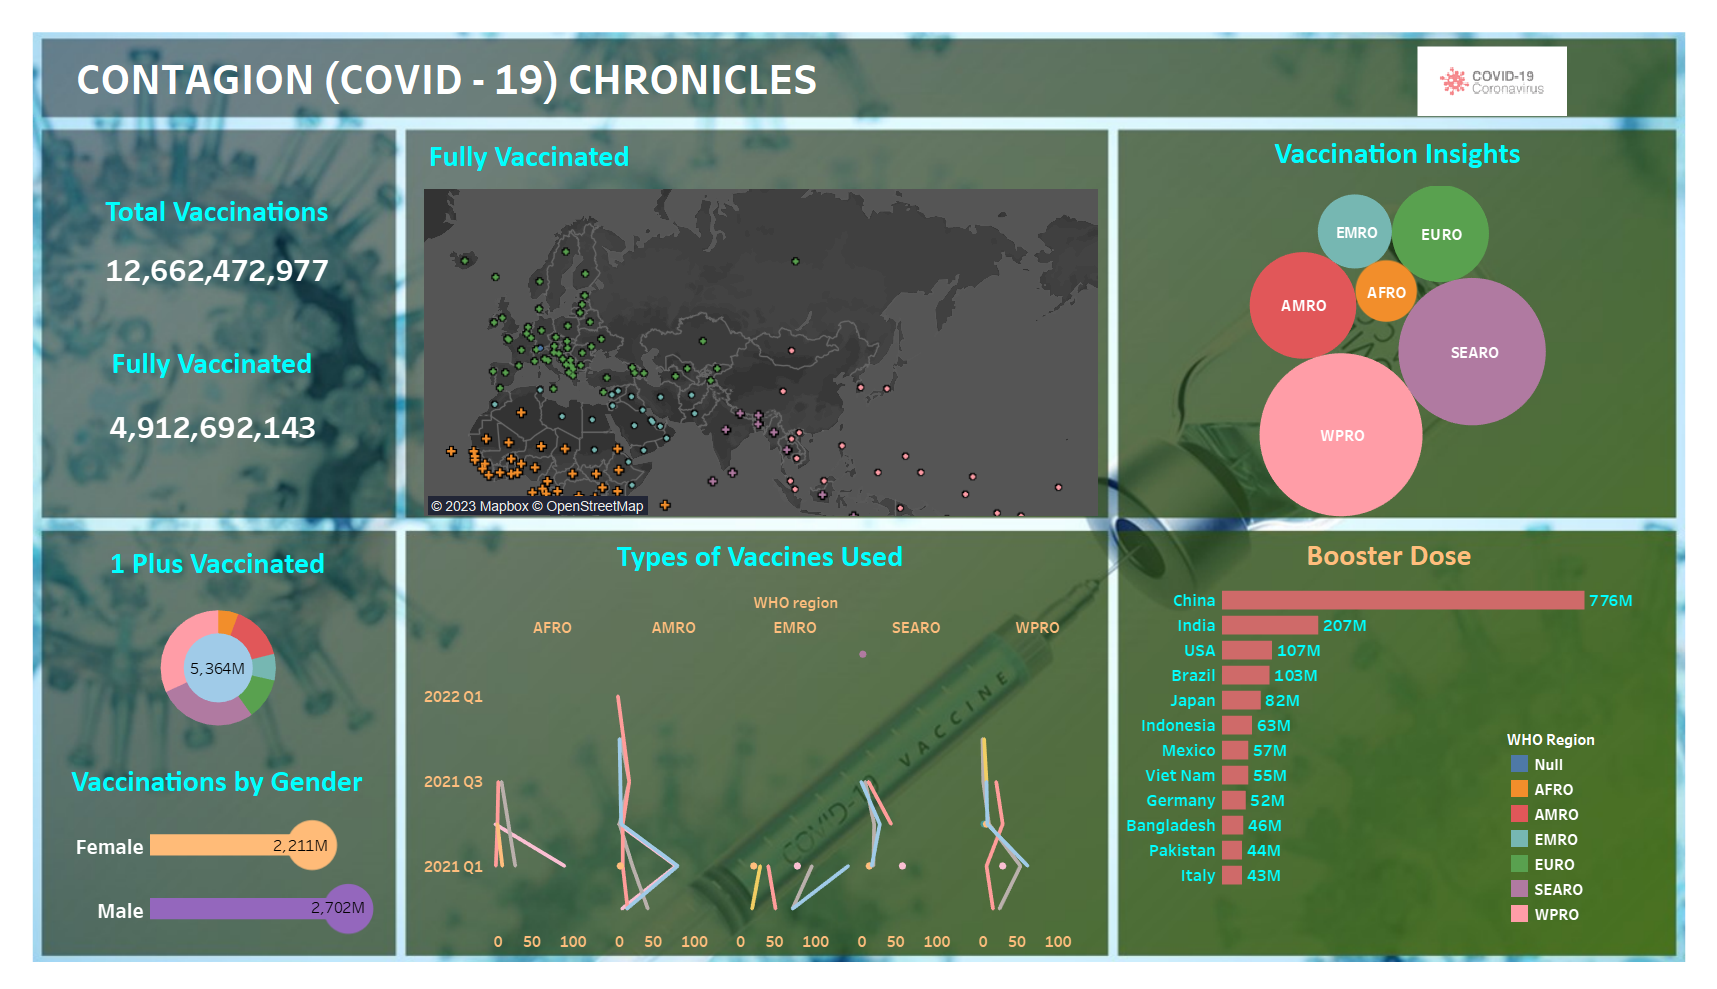 CONTAGION (COVID - 19) CHRONICLES
COVID-19
Coronavirus
Total Vaccinations
12,662,472,977
Fully Vaccinated
4,912,692,143
Fully Vaccinated
© 2023 Mapbox © OpenStreetMap
Vaccination Insights
EMRO
EURO
AMRO
AFRO
SEARO
WPRO
1 Plus Vaccinated
5,364M
Vaccinations by Gender
Female 2,211M
Male 2,702M
Types of Vaccines Used
WHO region
AFRO AMRO EMRO SEARO WPRO
2022 Q1
2021 Q3
2021 Q1
0 50 100 0 50 100 0 50 100 0 50 100 0 50 100
COVID-19 VACCINE
Booster Dose
China 776M
India 207M
USA 107M
Brazil 103M
Japan 82M
Indonesia 63M
Mexico 57M
Viet Nam 55M
Germany 52M
Bangladesh 46M
Pakistan 44M
Italy 43M
WHO Region
Null
AFRO
AMRO
EMRO
EURO
SEARO
WPRO